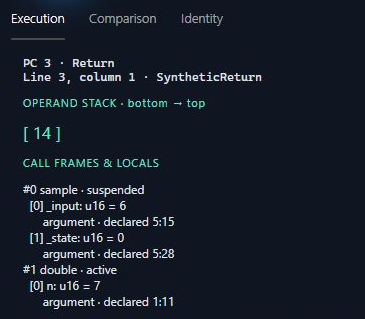 Execution Comparison Identity
PC 3 · Return
Line 3, column 1 · SyntheticReturn
OPERAND STACK · bottom → top
[ 14 ]
CALL FRAMES & LOCALS
#0 sample · suspended
[0] _input: u16 = 6
argument · declared 5:15
[1] _state: u16 = 0
argument · declared 5:28
#1 double · active
[0] n: u16 = 7
argument · declared 1:11